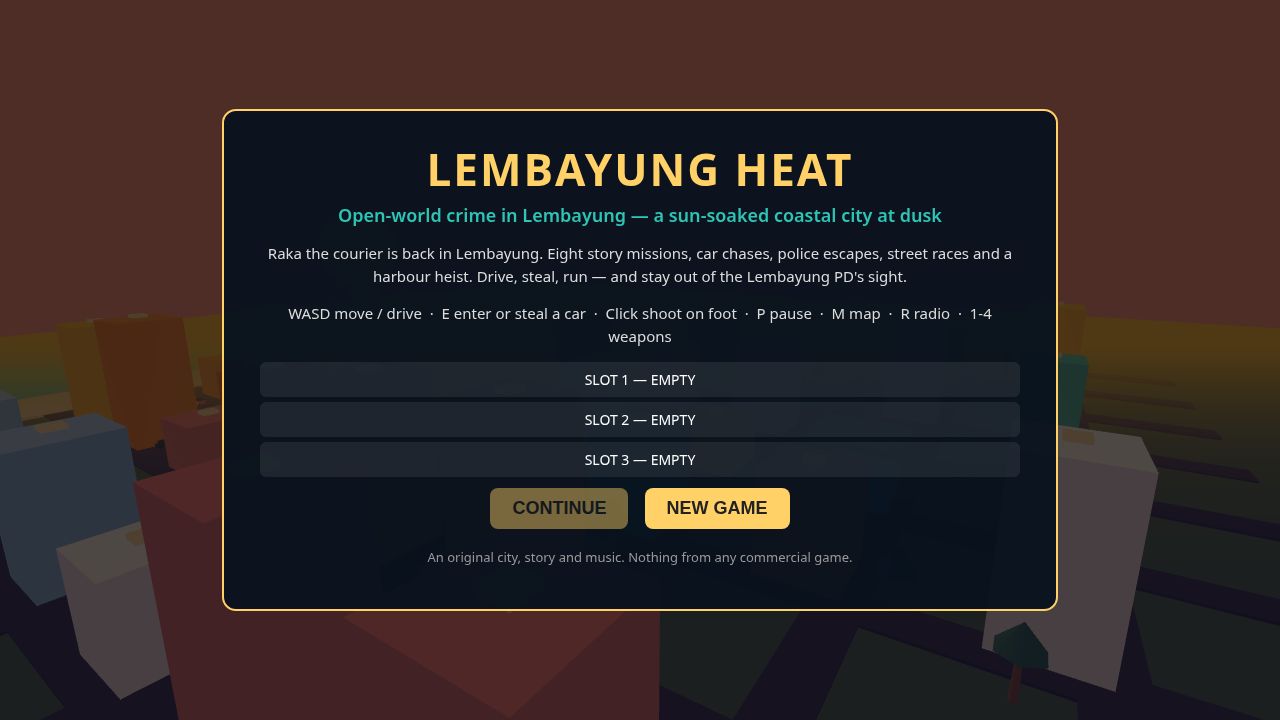 LEMBAYUNG HEAT
Open-world crime in Lembayung — a sun-soaked coastal city at dusk
Raka the courier is back in Lembayung. Eight story missions, car chases, police escapes, street races and a
harbour heist. Drive, steal, run — and stay out of the Lembayung PD's sight.
WASD move / drive · E enter or steal a car · Click shoot on foot · P pause · M map · R radio · 1-4
weapons
SLOT 1 — EMPTY
SLOT 2 — EMPTY
SLOT 3 — EMPTY
CONTINUE NEW GAME
An original city, story and music. Nothing from any commercial game.